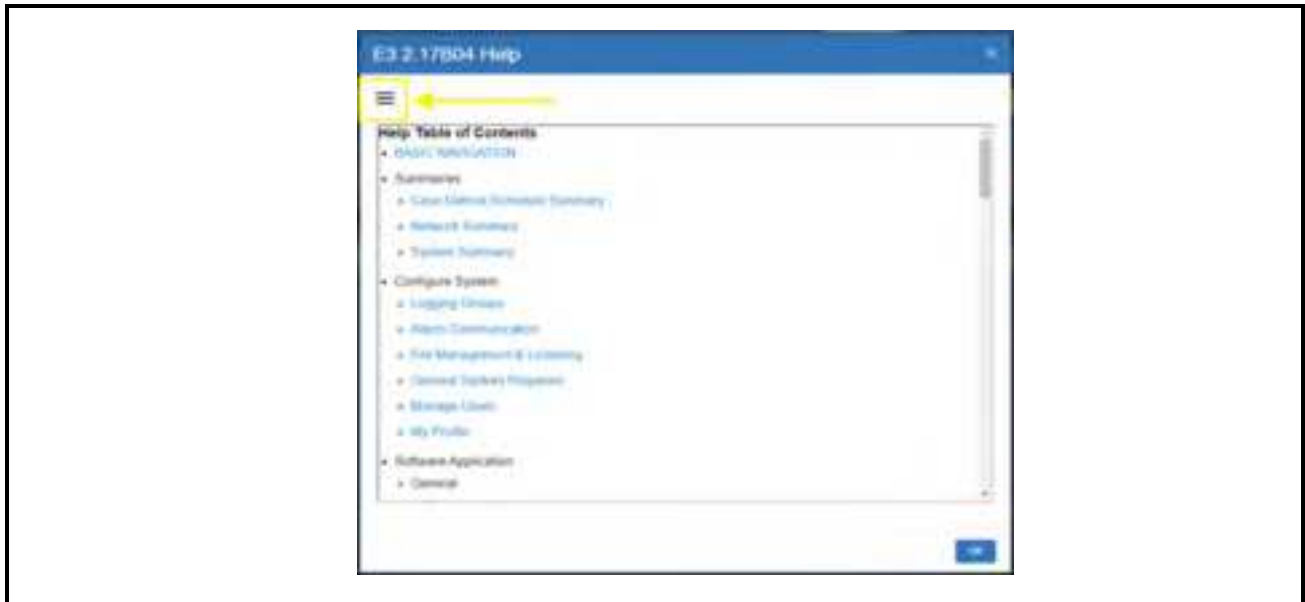 E3 2.17B04 Help
Help Table of Contents
BASIC NAVIGATION
Summaries
Case Defrost Schedule Summary
Network Summary
System Summary
Configure System
Logging Groups
Alarm Communication
File Management & Licensing
General System Properties
Manage Users
My Profile
Software Application
General
OK